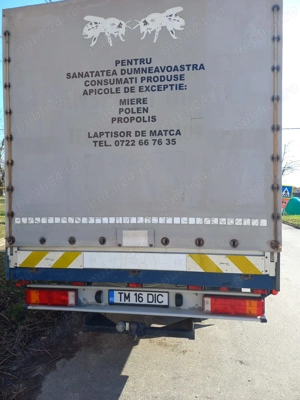 PENTRU
SANATATEA DUMNEAVOASTRA
CONSUMATI PRODUSE
APICOLE DE EXCEPTIE:
MIERE
POLEN
PROPOLIS
LAPTISOR DE MATCA
TEL. 0722 66 76 35
TM 16 DIC